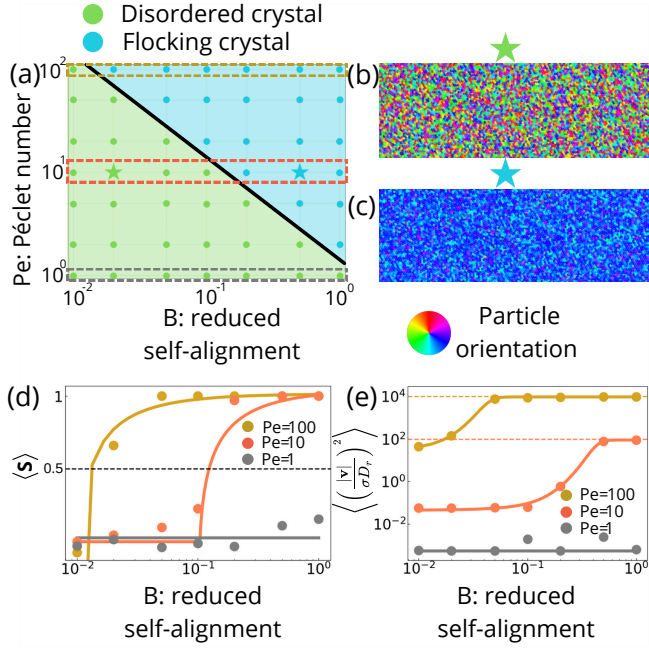 Disordered crystal
Flocking crystal
(a)
Pe: Péclet number
10^2
10^1
10^0
10^-2
10^-1
10^0
B: reduced
self-alignment
(b)
(c)
Particle
orientation
(d)
⟨s⟩
1
0.5
Pe=100
Pe=10
Pe=1
10^-2
10^-1
10^0
B: reduced
self-alignment
(e)
⟨(|v|/σD_r)^2⟩
10^4
10^2
10^0
10^-2
Pe=100
Pe=10
Pe=1
10^-2
10^-1
10^0
B: reduced
self-alignment